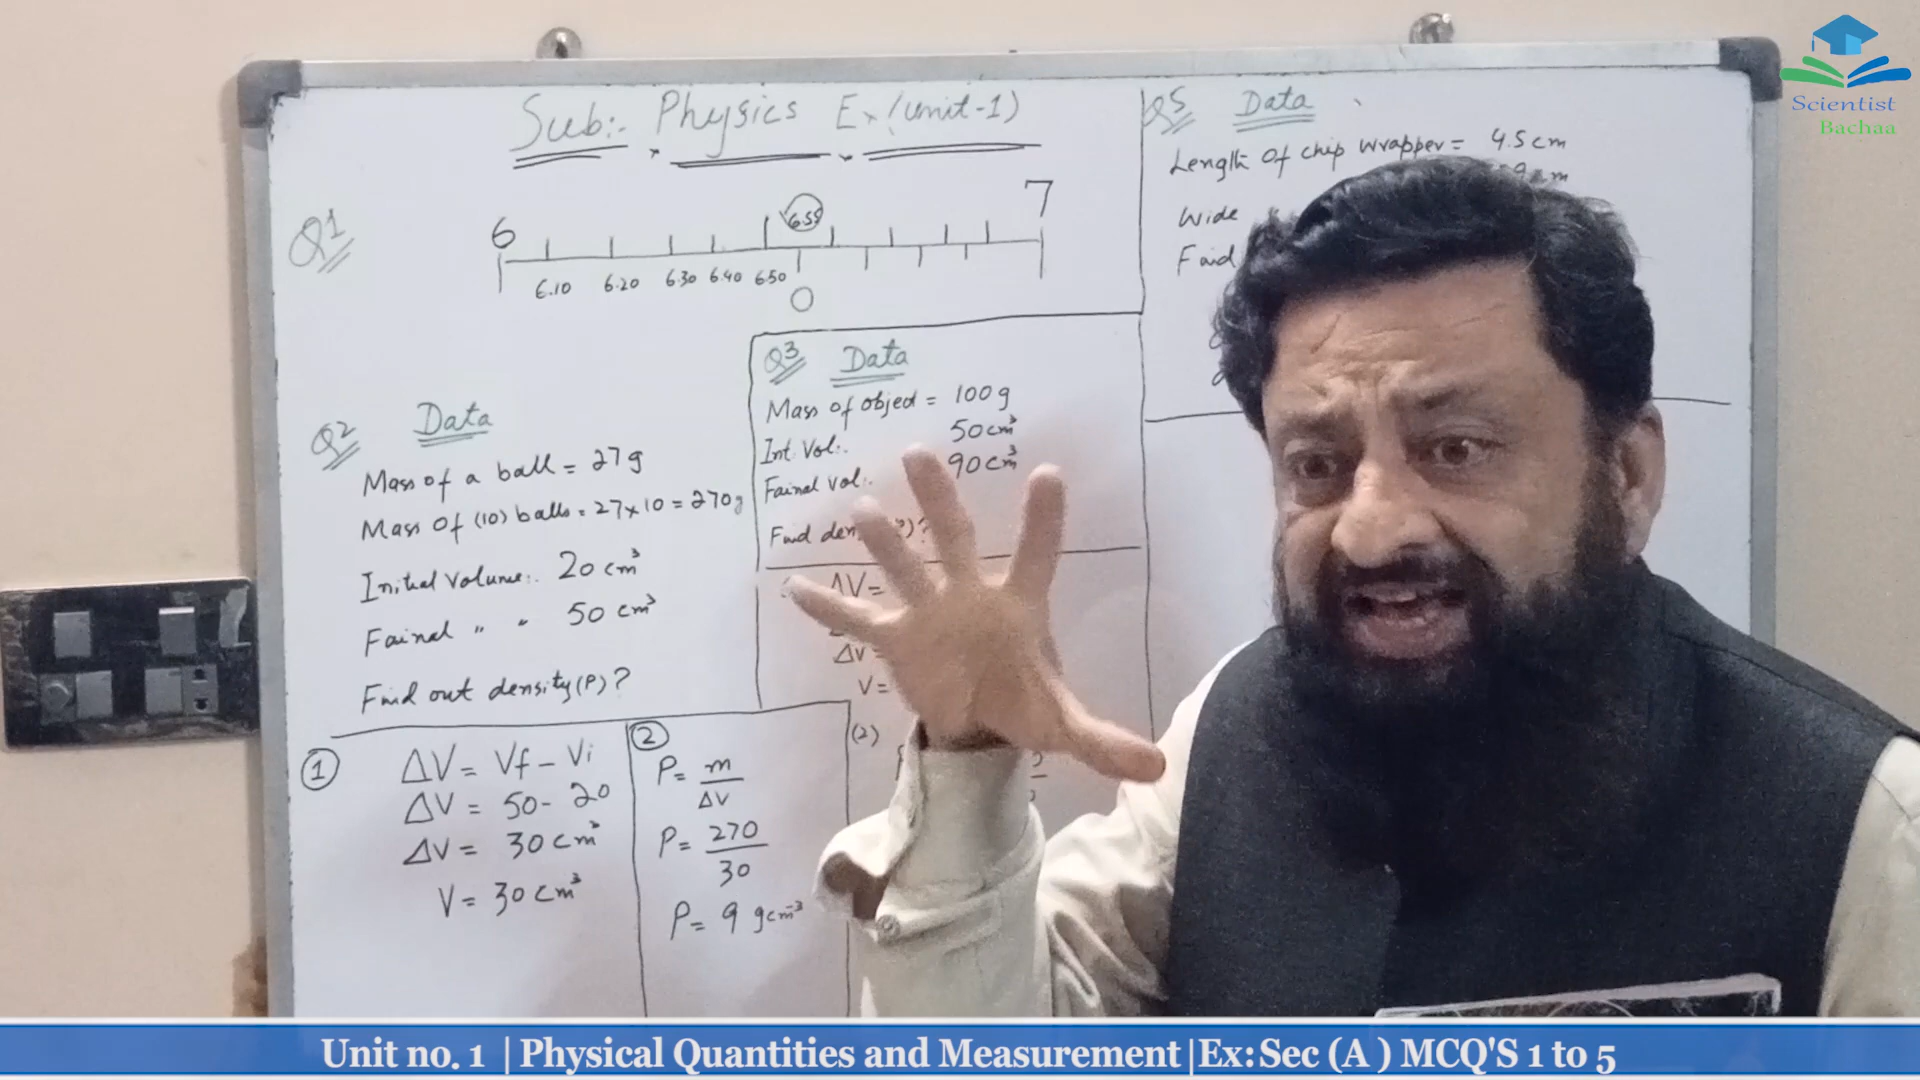 Sub:- Physics Ex (unit-1)
Q1
6 7
6.55
6.10 6.20 6.30 6.40 6.50
0
Q2 Data
Mass of a ball = 27g
Mass Of (10) balls = 27x10 = 270g
Initial Volume:. 20 cm³
Fainal " " 50 cm³
Find out density(P)?
1
ΔV = Vf - Vi
ΔV = 50 - 20
ΔV = 30 cm³
V = 30 cm³
2
P= m/ΔV
P= 270/30
P= 9 gcm⁻³
Q3 Data
Mass of object = 100g
Int. Vol:. 50cm³
Fainal Vol:. 90cm³
Find
ΔV=
ΔV=
V=
(2)
Q5 Data
Length Of chip wrapper = 4.5cm
Wide
Find
Scientist
Bachaa
Unit no. 1 | Physical Quantities and Measurement |Ex: Sec (A ) MCQ'S 1 to 5